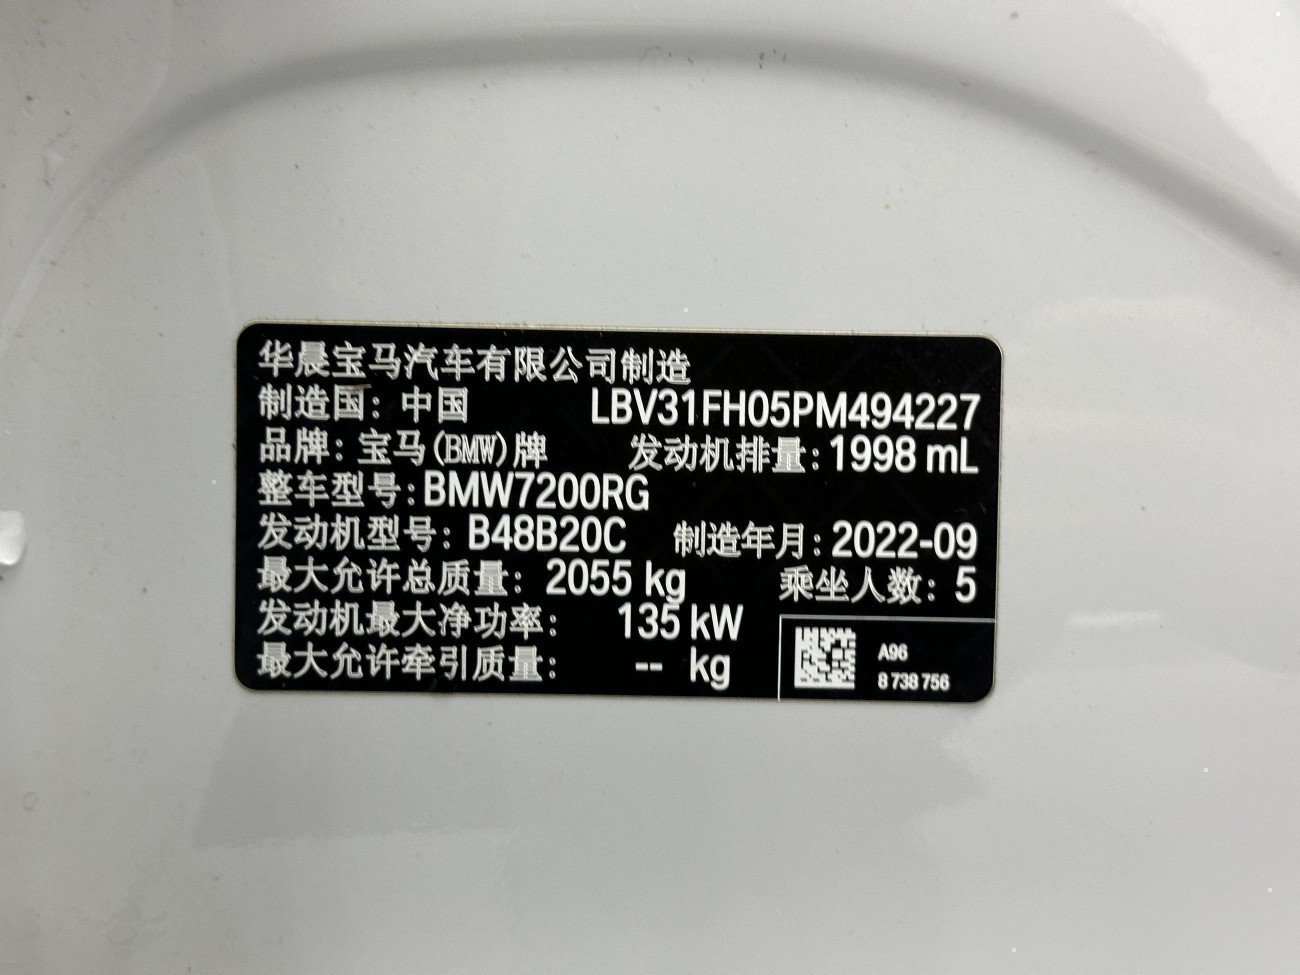 华晨宝马汽车有限公司制造
制造国：中国 LBV31FH05PM494227
品牌：宝马(BMW)牌 发动机排量：1998 mL
整车型号：BMW7200RG
发动机型号：B48B20C 制造年月：2022-09
最大允许总质量：2055 kg 乘坐人数：5
发动机最大净功率：135 kW
最大允许牵引质量：-- kg
A96
8 738 756